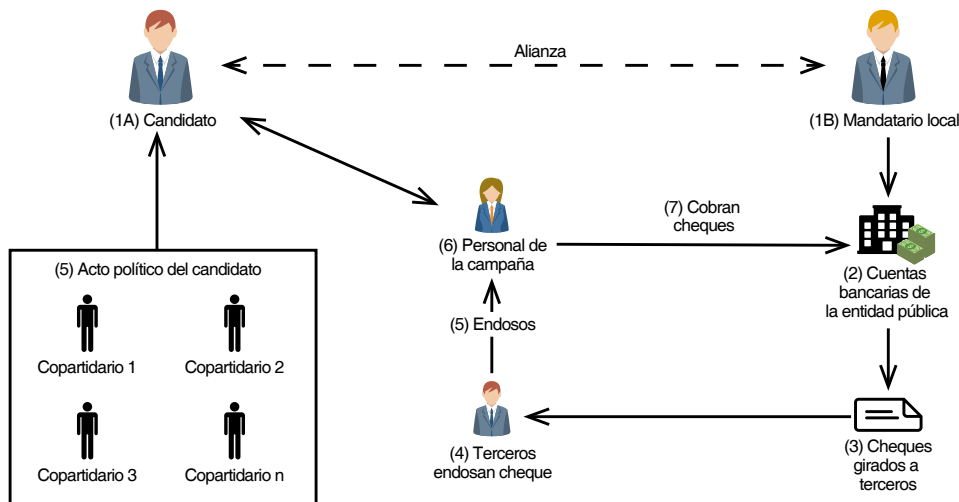 Alianza
(1A) Candidato
(1B) Mandatario local
(7) Cobran
cheques
(6) Personal de
la campaña
(2) Cuentas
bancarias de
la entidad pública
(5) Acto político del candidato
Copartidario 1
Copartidario 2
Copartidario 3
Copartidario n
(5) Endosos
(4) Terceros
endosan cheque
(3) Cheques
girados a
terceros